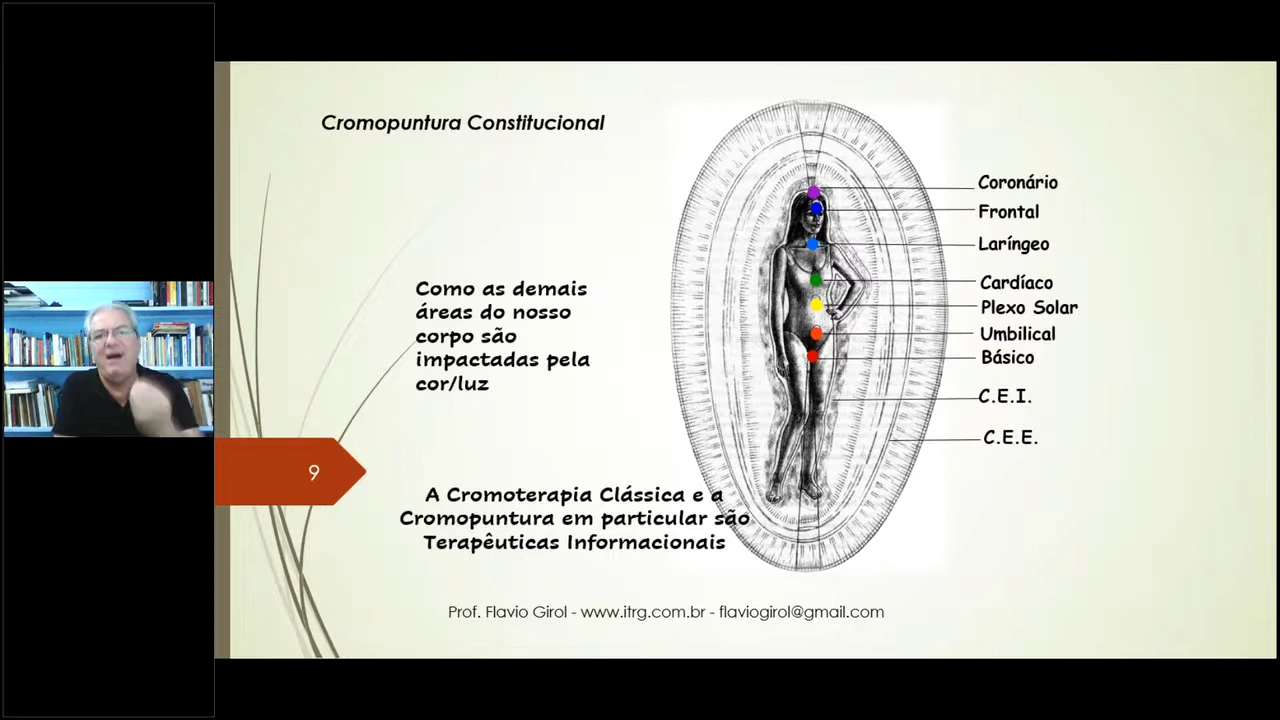 Cromopuntura Constitucional
Coronário
Frontal
Laríngeo
Cardíaco
Plexo Solar
Umbilical
Básico
C.E.I.
C.E.E.
Como as demais
áreas do nosso
corpo são
impactadas pela
cor/luz
9
A Cromoterapia Clássica e a
Cromopuntura em particular são
Terapêuticas Informacionais
Prof. Flavio Girol - www.itrg.com.br - flaviogirol@gmail.com